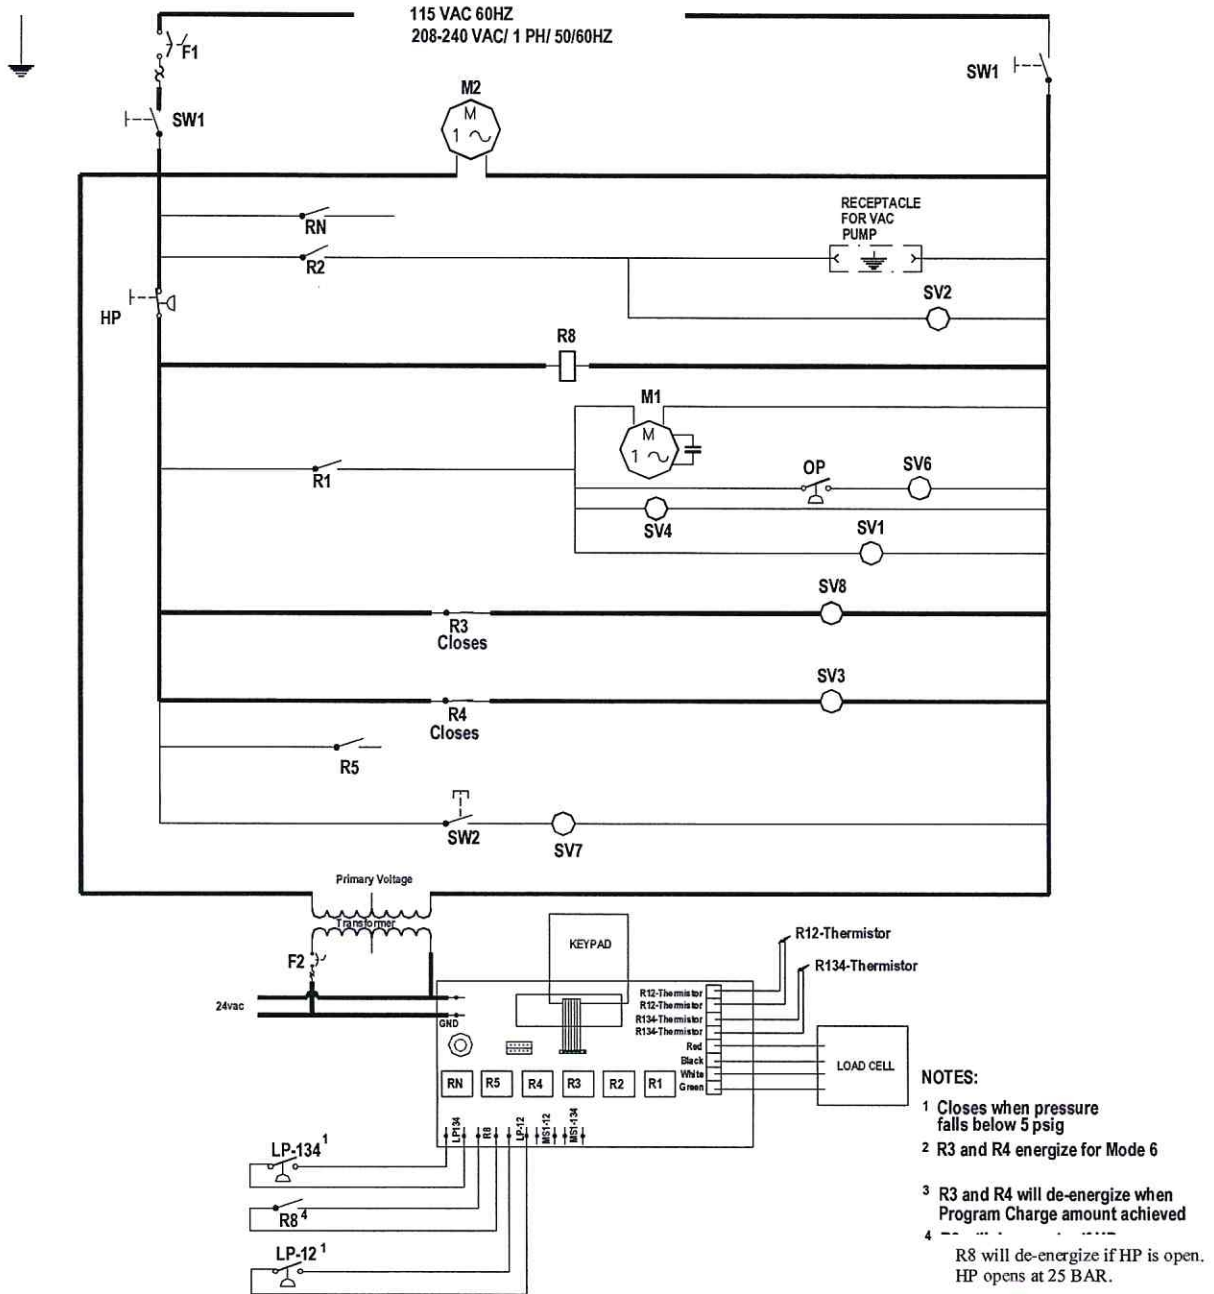 115 VAC 60HZ
208-240 VAC/ 1 PH/ 50/60HZ
F1
SW1
SW1
M2
M
1
RN
RECEPTACLE
FOR VAC
PUMP
R2
HP
SV2
R8
M1
M
1
R1
OP
SV6
SV4
SV1
SV8
R3
Closes
SV3
R4
Closes
R5
SW2
SV7
Primary Voltage
Transformer
F2
24vac
GND
KEYPAD
R12-Thermistor
R134-Thermistor
R12-Thermistor
R12-Thermistor
R134-Thermistor
R134-Thermistor
Red
Black
White
Green
LOAD CELL
RN
R5
R4
R3
R2
R1
LP134
R8
LP-12
MS1-12
MS1-134
LP-134 1
R8 4
LP-12 1
NOTES:
1 Closes when pressure
falls below 5 psig
2 R3 and R4 energize for Mode 6
3 R3 and R4 will de-energize when
Program Charge amount achieved
4
R8 will de-energize if HP is open.
HP opens at 25 BAR.